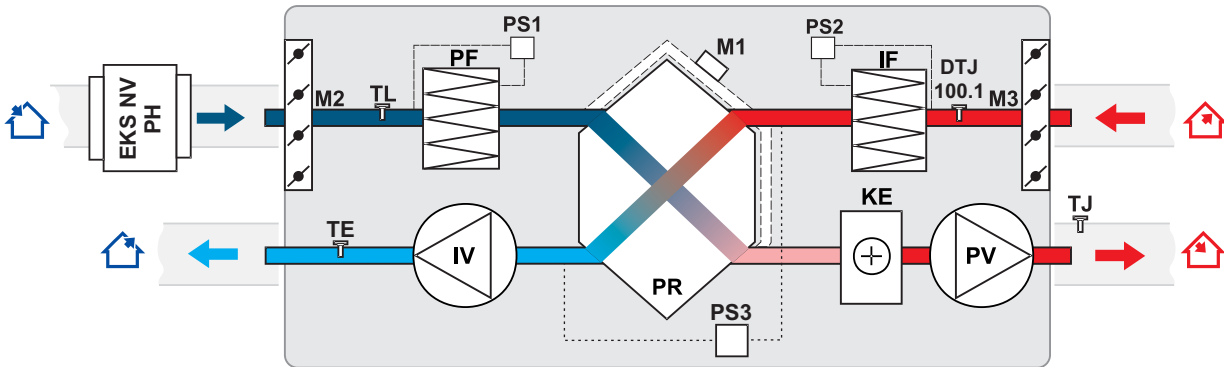 PS1
PS2
M1
PF
IF
DTJ
100.1
EKS NV
PH
M2
TL
M3
KE
TJ
TE
IV
PR
PV
PS3